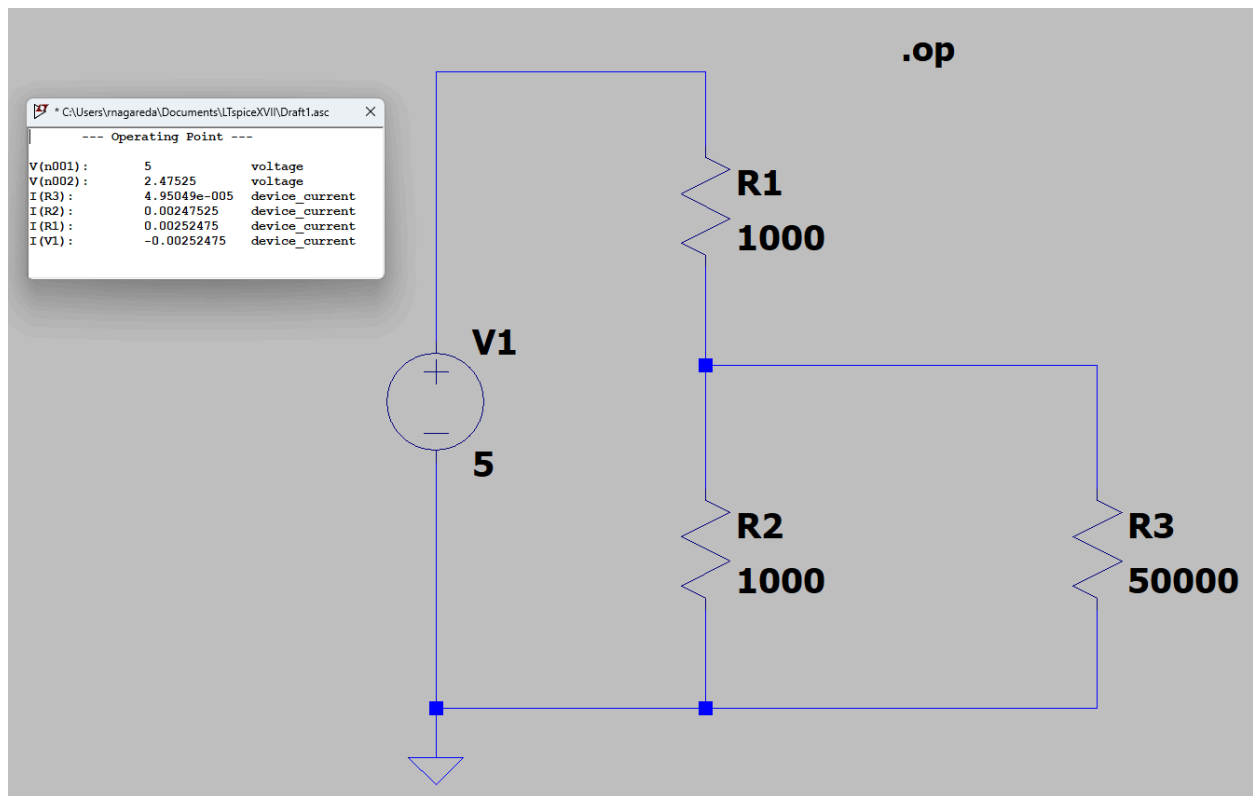 .op
* C:\Users\rnagareda\Documents\LTspiceXVII\Draft1.asc
--- Operating Point ---
V(n001): 5 voltage
V(n002): 2.47525 voltage
I(R3): 4.95049e-005 device_current
I(R2): 0.00247525 device_current
I(R1): 0.00252475 device_current
I(V1): -0.00252475 device_current
R1
1000
V1
5
R2
1000
R3
50000